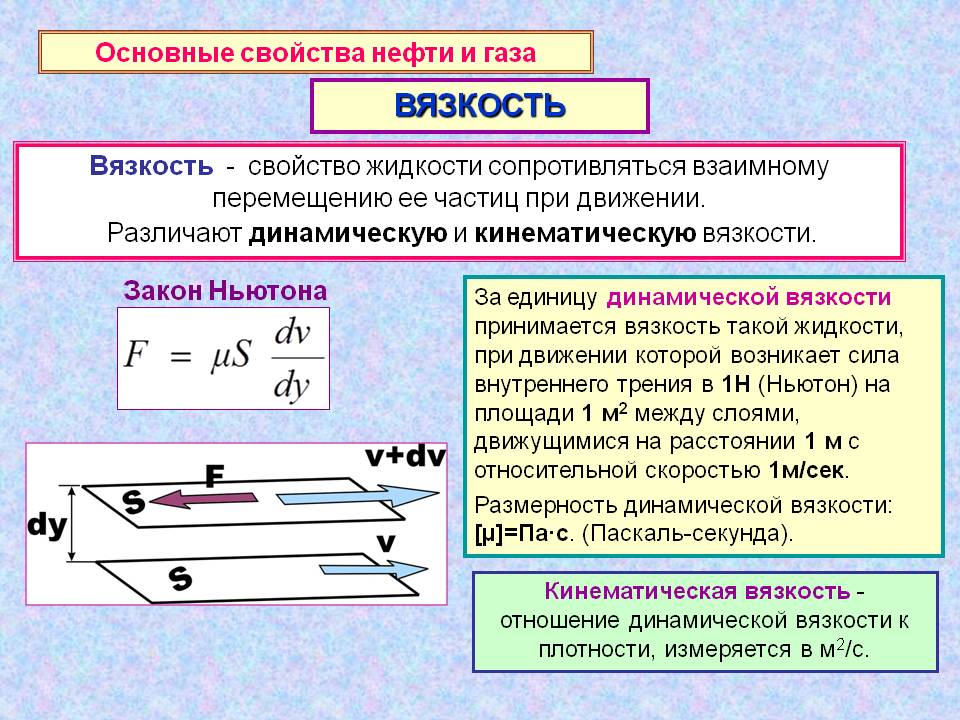 Основные свойства нефти и газа
ВЯЗКОСТЬ
Вязкость - свойство жидкости сопротивляться взаимному
перемещению ее частиц при движении.
Различают динамическую и кинематическую вязкости.
Закон Ньютона
F = μS dv/dy
v+dv
F
S
dy
v
S
За единицу динамической вязкости
принимается вязкость такой жидкости,
при движении которой возникает сила
внутреннего трения в 1Н (Ньютон) на
площади 1 м² между слоями,
движущимися на расстоянии 1 м с
относительной скоростью 1м/сек.
Размерность динамической вязкости:
[μ]=Па·с. (Паскаль-секунда).
Кинематическая вязкость -
отношение динамической вязкости к
плотности, измеряется в м²/с.